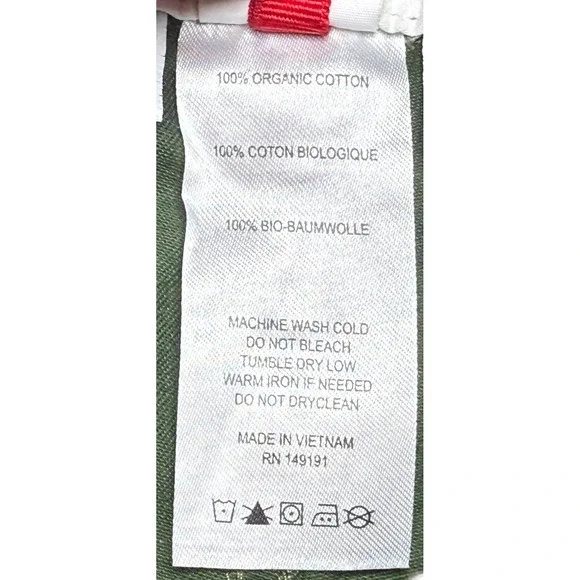 100% ORGANIC COTTON
100% COTON BIOLOGIQUE
100% BIO-BAUMWOLLE
MACHINE WASH COLD
DO NOT BLEACH
TUMBLE DRY LOW
WARM IRON IF NEEDED
DO NOT DRYCLEAN
MADE IN VIETNAM
RN 149191